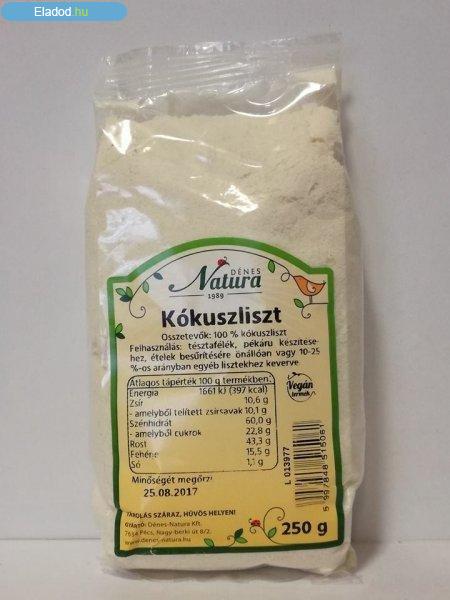 Eladod.hu
DÉNES
Natura
1989
Kókuszliszt
Összetevők: 100 % kókuszliszt
Felhasználás: tésztafélék, pékáru készítésé-
hez, ételek besűrítésére önállóan vagy 10-25
%-os arányban egyéb lisztekhez keverve.
Átlagos tápérték 100 g termékben:
Energia 1661 kJ (397 kcal)
Zsír 10,6 g
- amelyből telített zsírsavak 10,1 g
Szénhidrát 60,0 g
- amelyből cukrok 22,8 g
Rost 43,3 g
Fehérje 15,5 g
Só 1,1 g
Vegán
termék
L 013977
5 997848 515061
Minőségét megőrzi:
25.08.2017
TÁROLÁS SZÁRAZ, HŰVÖS HELYEN!
GYÁRTÓ: Dénes-Natura Kft.
7634 Pécs, Nagy-berki út 8/2.
www.denes-natura.hu
250 g